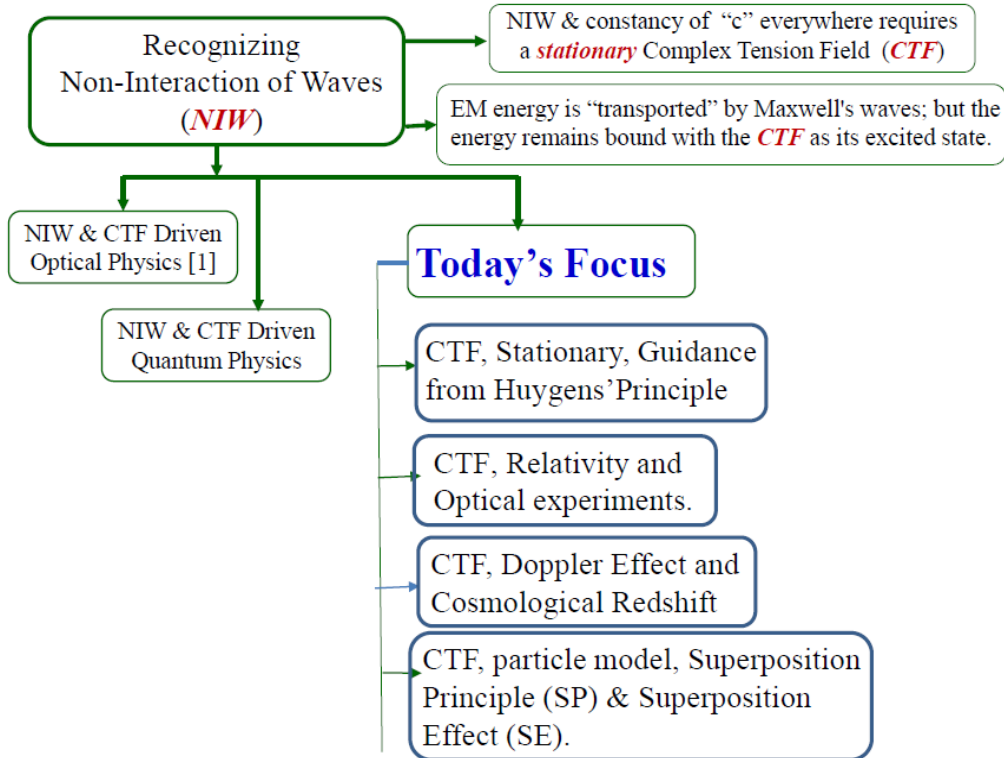 Recognizing
Non-Interaction of Waves
(NIW)
NIW & constancy of “c” everywhere requires
a stationary Complex Tension Field (CTF)
EM energy is “transported” by Maxwell's waves; but the
energy remains bound with the CTF as its excited state.
NIW & CTF Driven
Optical Physics [1]
NIW & CTF Driven
Quantum Physics
Today’s Focus
CTF, Stationary, Guidance
from Huygens’Principle
CTF, Relativity and
Optical experiments.
CTF, Doppler Effect and
Cosmological Redshift
CTF, particle model, Superposition
Principle (SP) & Superposition
Effect (SE).